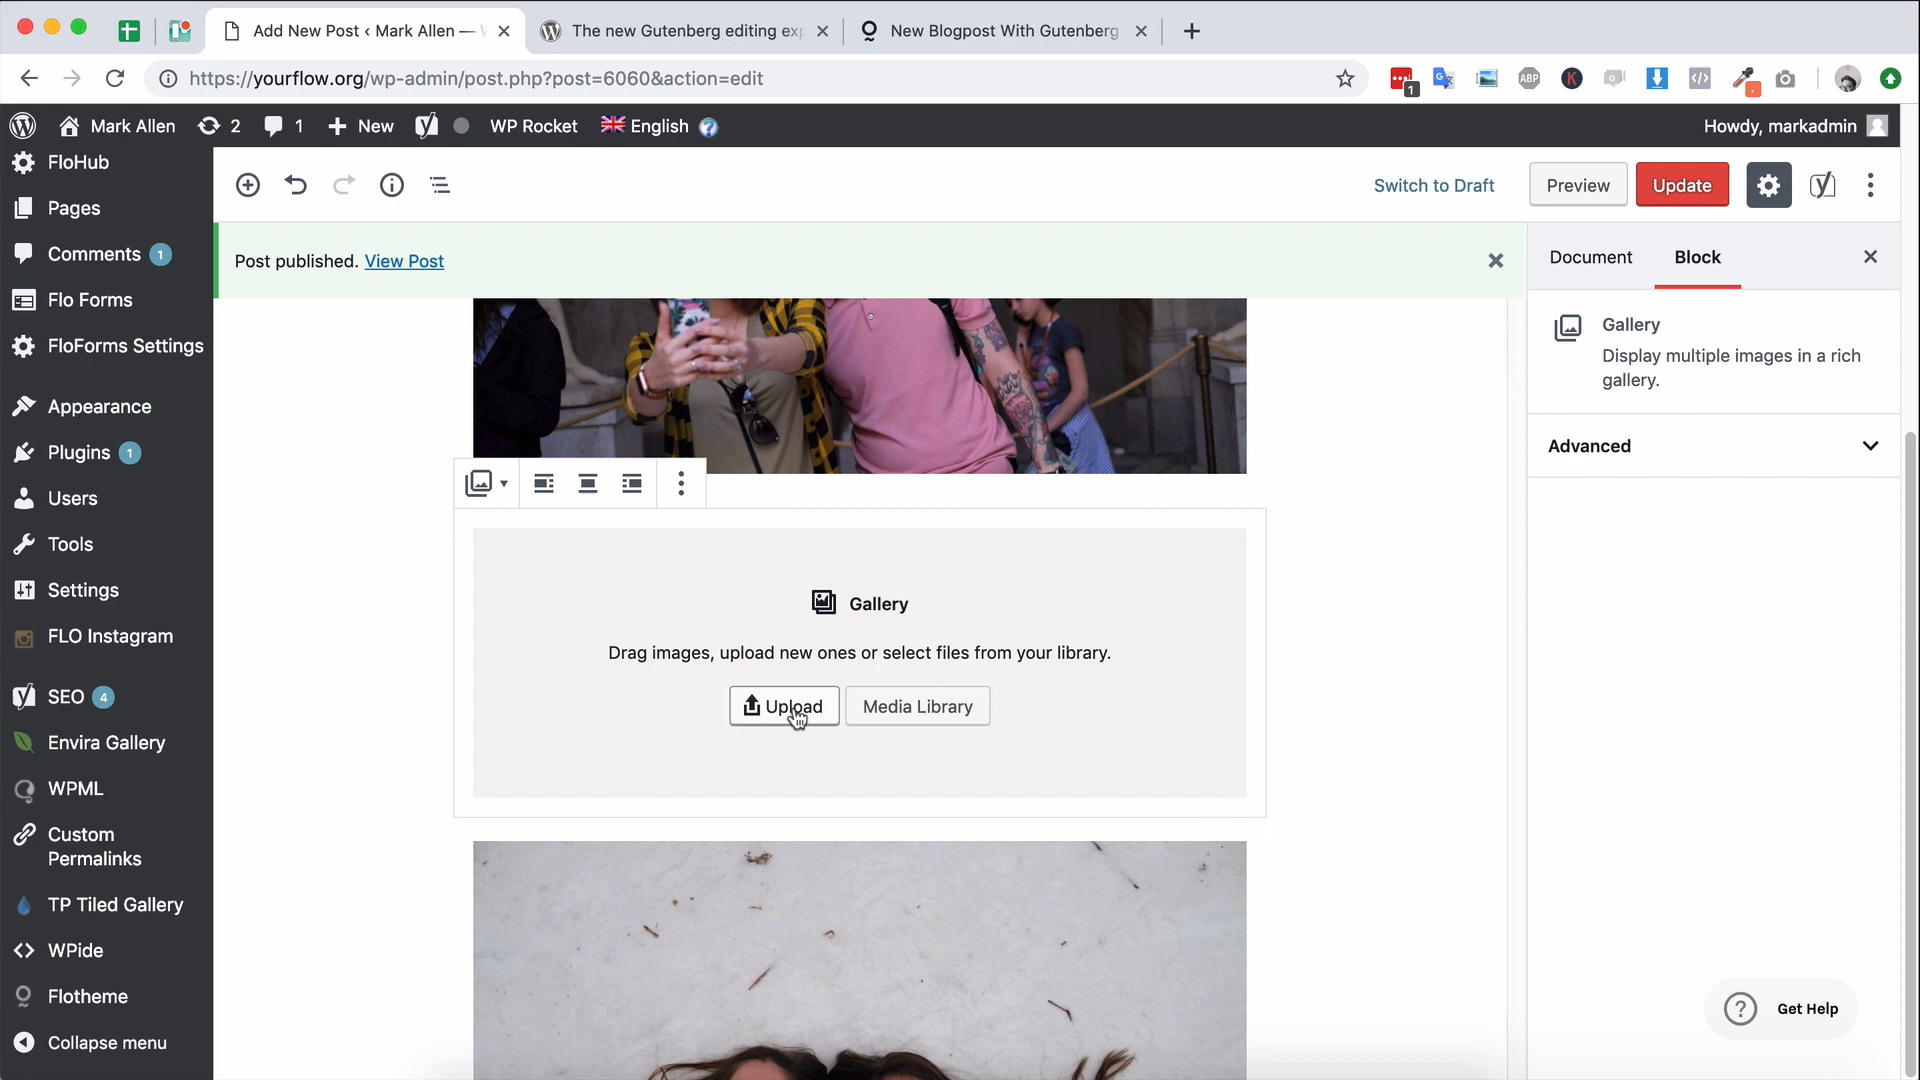 Add New Post ‹ Mark Allen —
The new Gutenberg editing exp
New Blogpost With Gutenberg
https://yourflow.org/wp-admin/post.php?post=6060&action=edit
1
ABP
K
Mark Allen
2
1
New
WP Rocket
English
Howdy, markadmin
FloHub
Pages
Comments 1
Flo Forms
FloForms Settings
Appearance
Plugins 1
Users
Tools
Settings
FLO Instagram
SEO 4
Envira Gallery
WPML
Custom
Permalinks
TP Tiled Gallery
WPide
Flotheme
Collapse menu
Switch to Draft
Preview
Update
Post published. View Post
Gallery
Drag images, upload new ones or select files from your library.
Upload
Media Library
Document
Block
Gallery
Display multiple images in a rich
gallery.
Advanced
Get Help